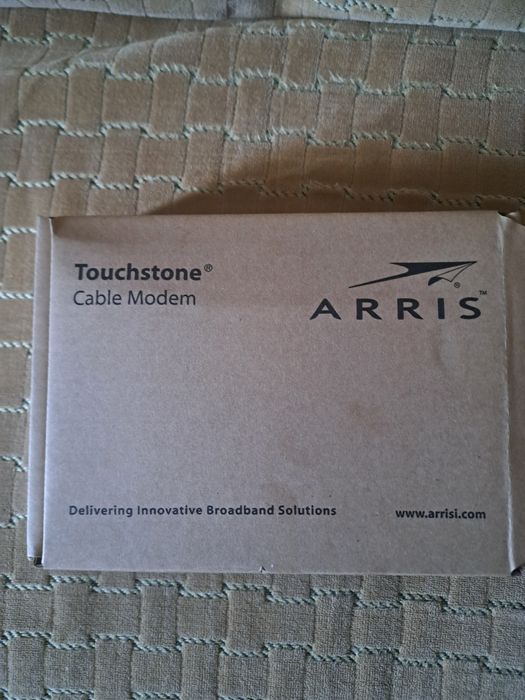 Touchstone®
Cable Modem
ARRIS™
®
Delivering Innovative Broadband Solutions
www.arrisi.com